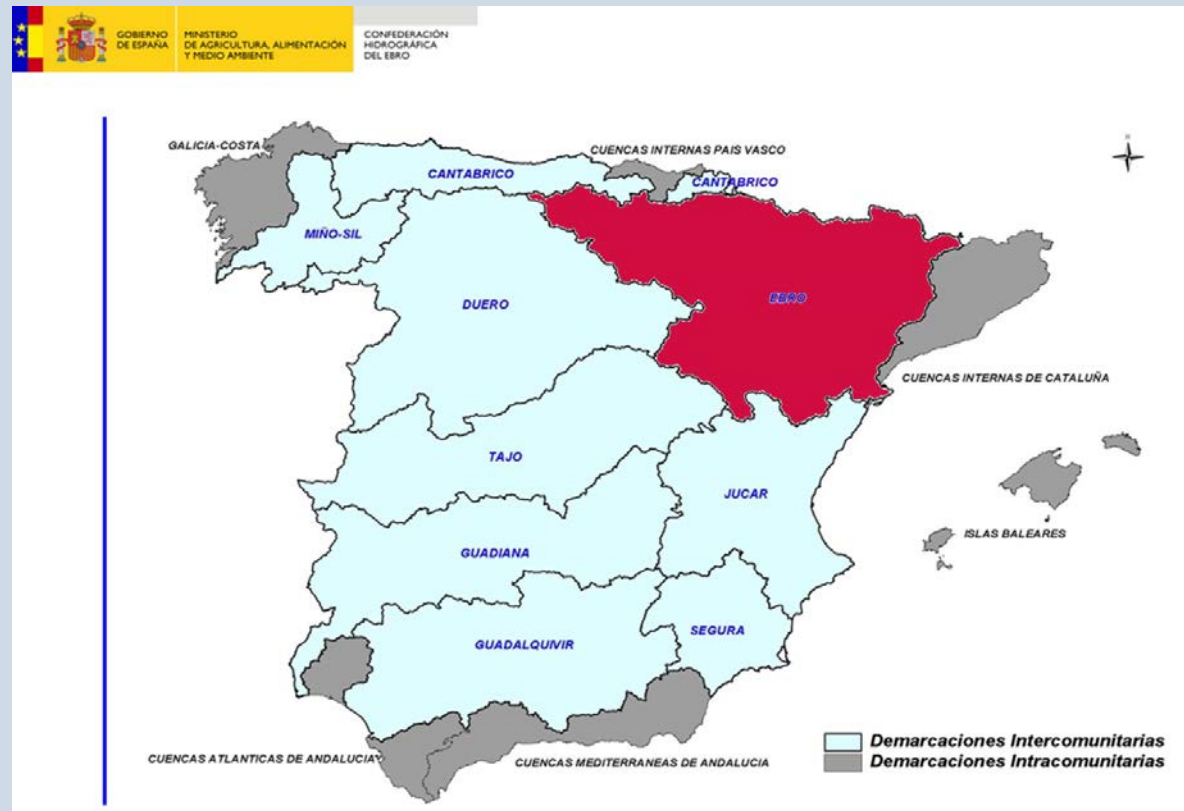 GOBIERNO
DE ESPAÑA
MINISTERIO
DE AGRICULTURA, ALIMENTACIÓN
Y MEDIO AMBIENTE
CONFEDERACIÓN
HIDROGRÁFICA
DEL EBRO
GALICIA-COSTA
CUENCAS INTERNAS PAIS VASCO
CANTABRICO
CANTABRICO
MIÑO-SIL
DUERO
EBRO
CUENCAS INTERNAS DE CATALUÑA
TAJO
JUCAR
ISLAS BALEARES
GUADIANA
SEGURA
GUADALQUIVIR
CUENCAS ATLANTICAS DE ANDALUCIA
CUENCAS MEDITERRANEAS DE ANDALUCIA
Demarcaciones Intercomunitarias
Demarcaciones Intracomunitarias